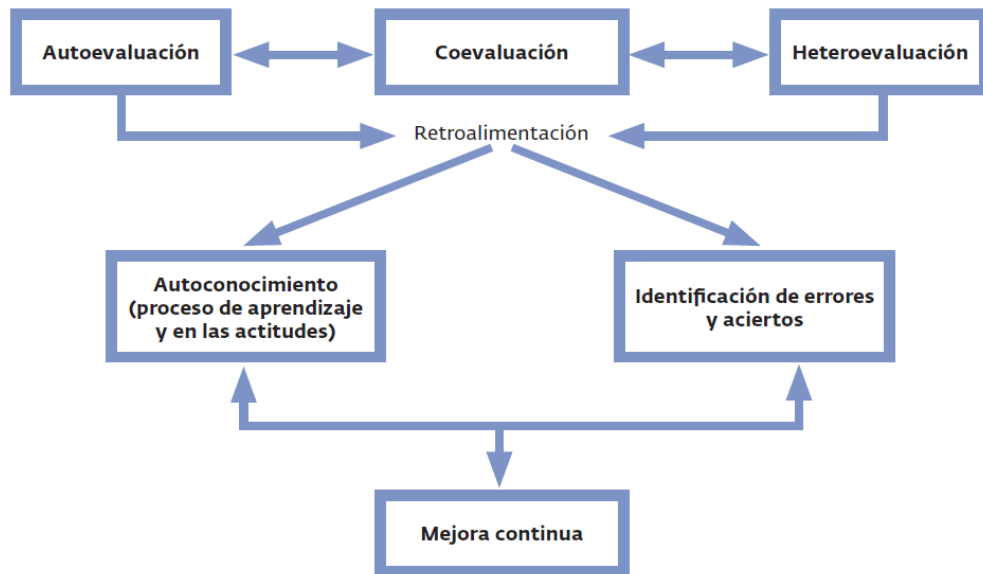 Autoevaluación
Coevaluación
Heteroevaluación
Retroalimentación
Autoconocimiento
(proceso de aprendizaje
y en las actitudes)
Identificación de errores
y aciertos
Mejora continua